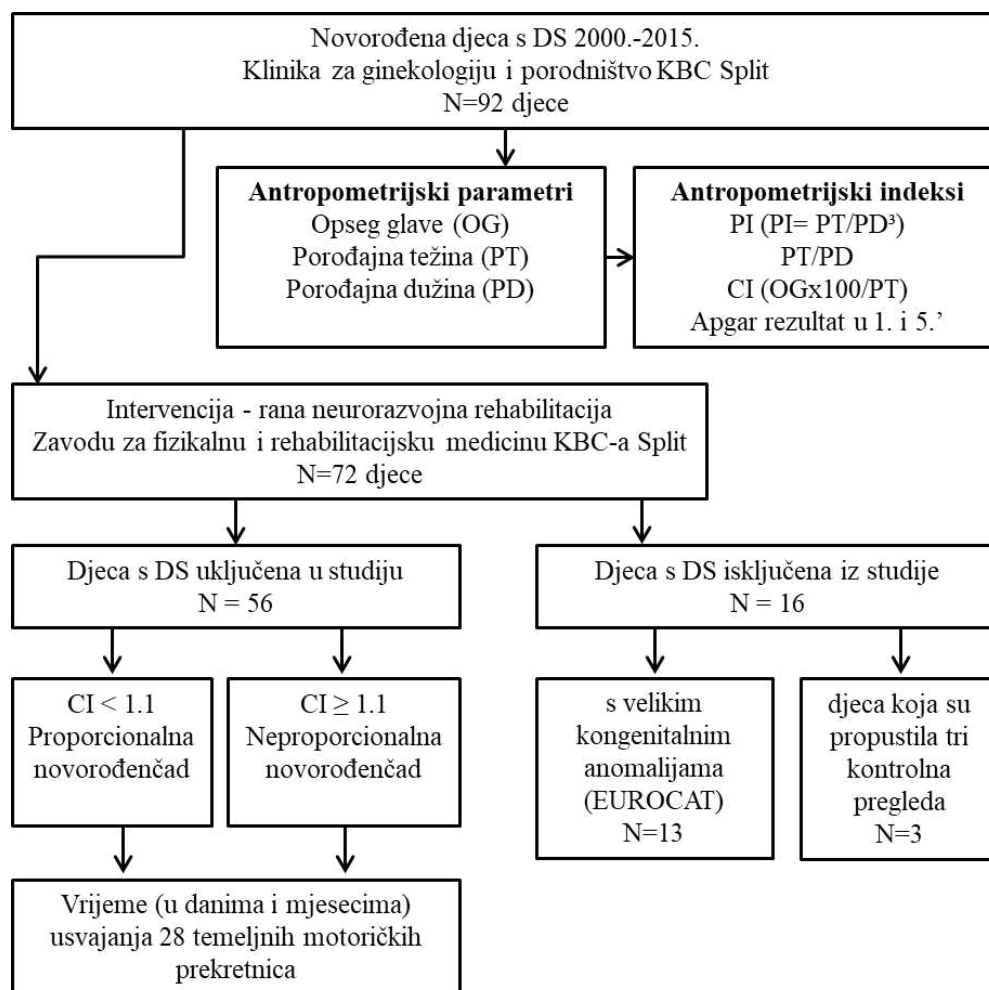 Novorođena djeca s DS 2000.-2015.
Klinika za ginekologiju i porodništvo KBC Split
N=92 djece
Antropometrijski parametri
Opseg glave (OG)
Porođajna težina (PT)
Porođajna dužina (PD)
Antropometrijski indeksi
PI (PI= PT/PD³)
PT/PD
CI (OGx100/PT)
Apgar rezultat u 1. i 5.’
Intervencija - rana neurorazvojna rehabilitacija
Zavodu za fizikalnu i rehabilitacijsku medicinu KBC-a Split
N=72 djece
Djeca s DS uključena u studiju
N = 56
Djeca s DS isključena iz studije
N = 16
CI < 1.1
Proporcionalna
novorođenčad
CI ≥ 1.1
Neproporcionalna
novorođenčad
s velikim
kongenitalnim
anomalijama
(EUROCAT)
N=13
djeca koja su
propustila tri
kontrolna
pregleda
N=3
Vrijeme (u danima i mjesecima)
usvajanja 28 temeljnih motoričkih
prekretnica